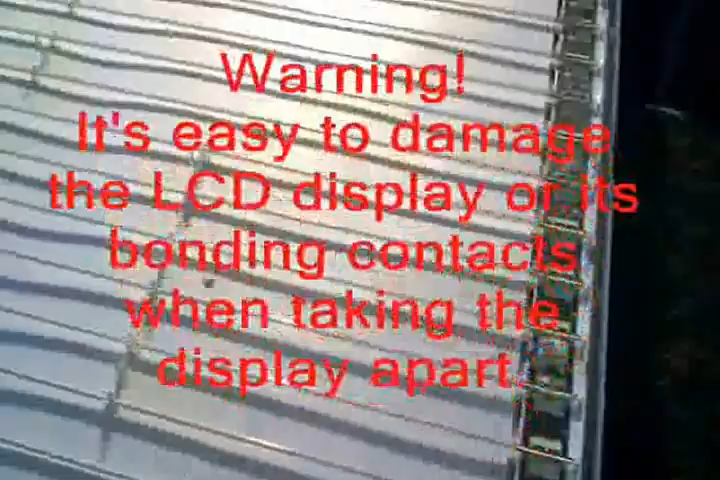 Warning!
It's easy to damage
the LCD display or its
bonding contacts
when taking the
display apart.